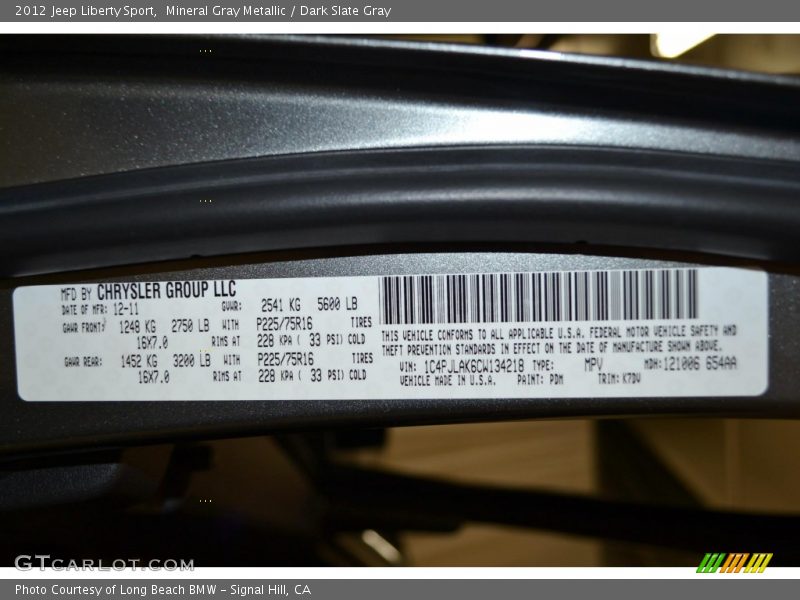 2012 Jeep Liberty Sport, Mineral Gray Metallic / Dark Slate Gray
MFD BY CHRYSLER GROUP LLC
DATE OF MFR: 12-11 GVWR: 2541 KG 5600 LB
GAWR FRONT: 1248 KG 2750 LB WITH P225/75R16 TIRES
16X7.0 RIMS AT 228 KPA ( 33 PSI) COLD
GAWR REAR: 1452 KG 3200 LB WITH P225/75R16 TIRES
16X7.0 RIMS AT 228 KPA ( 33 PSI) COLD
THIS VEHICLE CONFORMS TO ALL APPLICABLE U.S.A. FEDERAL MOTOR VEHICLE SAFETY AND
THEFT PREVENTION STANDARDS IN EFFECT ON THE DATE OF MANUFACTURE SHOWN ABOVE.
VIN: 1C4PJLAK6CW134218 TYPE: MPV MDH:121006 654AA
VEHICLE MADE IN U.S.A. PAINT: PDM TRIM: K7DV
GTCARLOT.COM
Photo Courtesy of Long Beach BMW - Signal Hill, CA